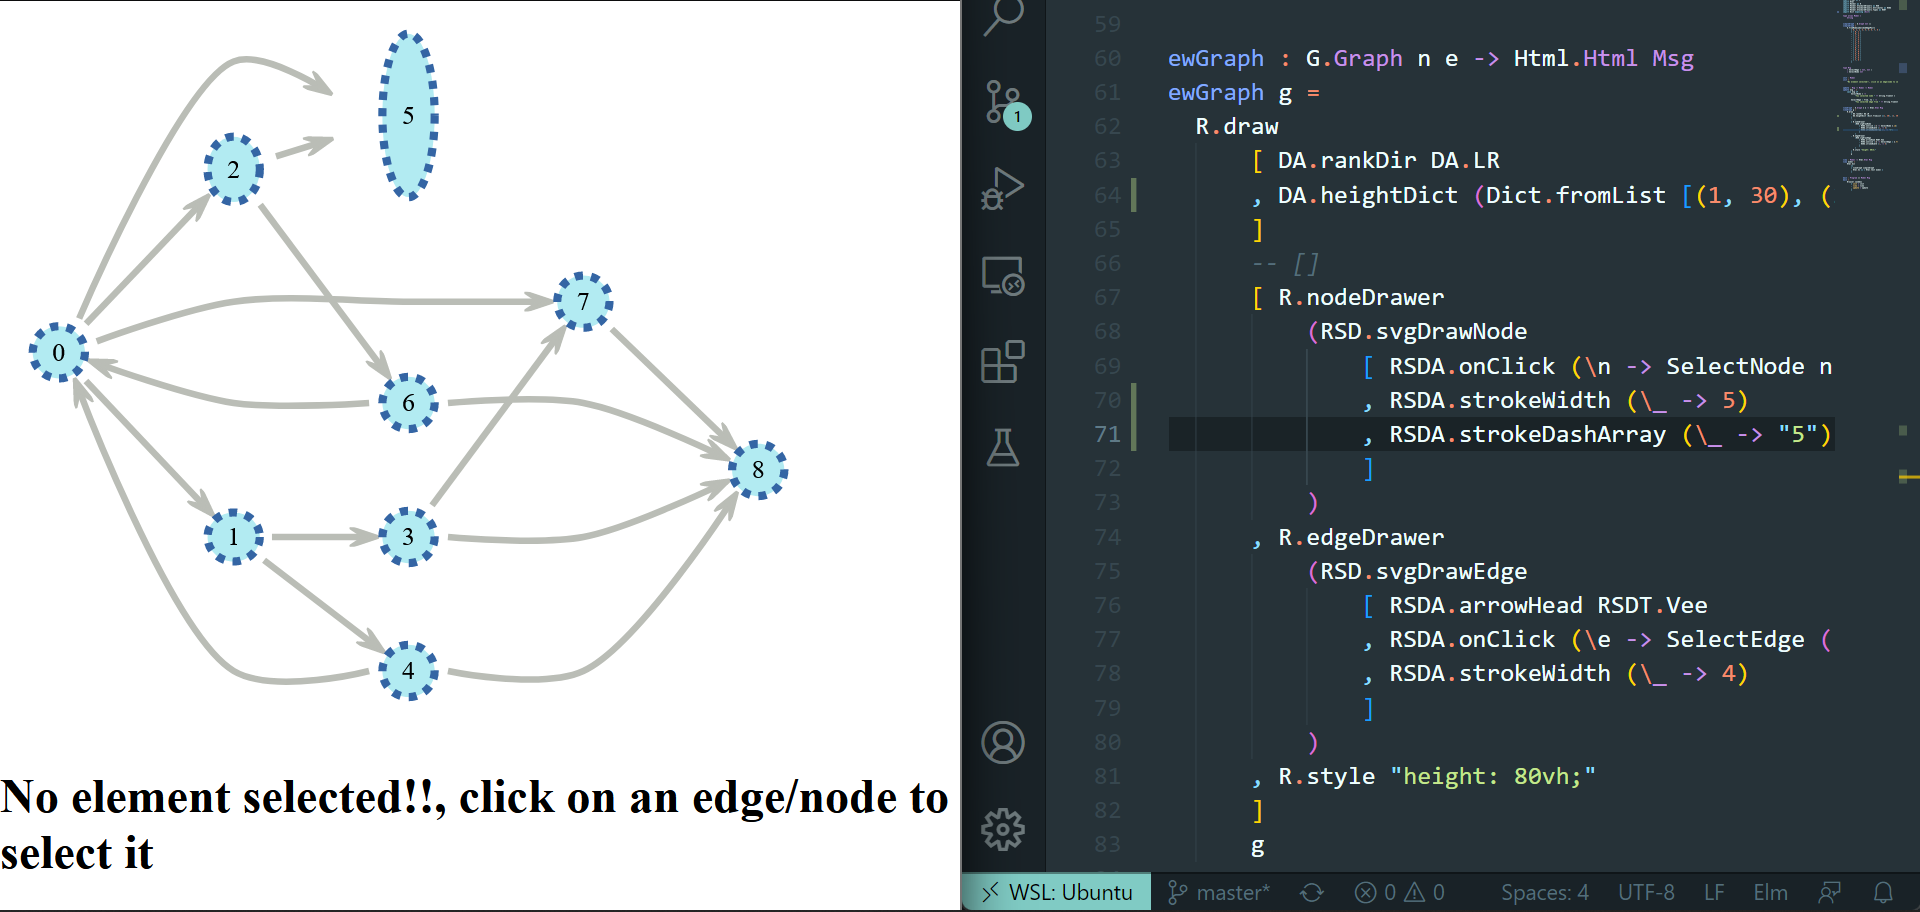 5
2
7
0
6
8
1
3
4
No element selected!!, click on an edge/node to
select it
1
59
60 ewGraph : G.Graph n e -> Html.Html Msg
61 ewGraph g =
62 R.draw
63 [ DA.rankDir DA.LR
64 , DA.heightDict (Dict.fromList [(1, 30), (
65 ]
66 -- []
67 [ R.nodeDrawer
68 (RSD.svgDrawNode
69 [ RSDA.onClick (\n -> SelectNode n
70 , RSDA.strokeWidth (\_ -> 5)
71 , RSDA.strokeDashArray (\_ -> "5")
72 ]
73 )
74 , R.edgeDrawer
75 (RSD.svgDrawEdge
76 [ RSDA.arrowHead RSDT.Vee
77 , RSDA.onClick (\e -> SelectEdge (
78 , RSDA.strokeWidth (\_ -> 4)
79 ]
80 )
81 , R.style "height: 80vh;"
82 ]
83 g
WSL: Ubuntu master* 0 0 Spaces: 4 UTF-8 LF Elm